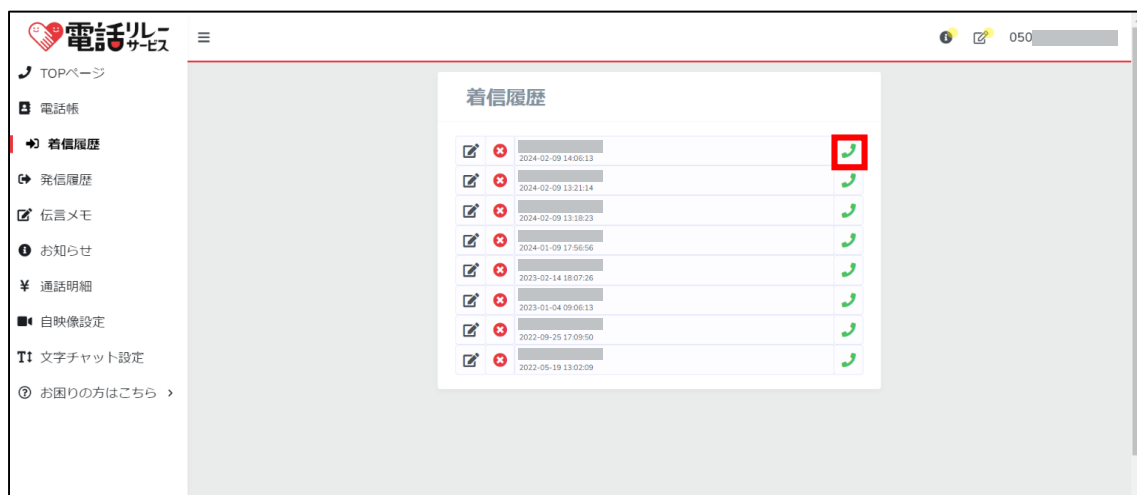 電話リレーサービス
050
TOPページ
電話帳
着信履歴
発信履歴
伝言メモ
お知らせ
¥ 通話明細
自映像設定
文字チャット設定
お困りの方はこちら
着信履歴
2024-02-09 14:06:13
2024-02-09 13:21:14
2024-02-09 13:18:23
2024-01-09 17:56:56
2023-02-14 18:07:26
2023-01-04 09:06:13
2022-09-25 17:09:50
2022-05-19 13:02:09